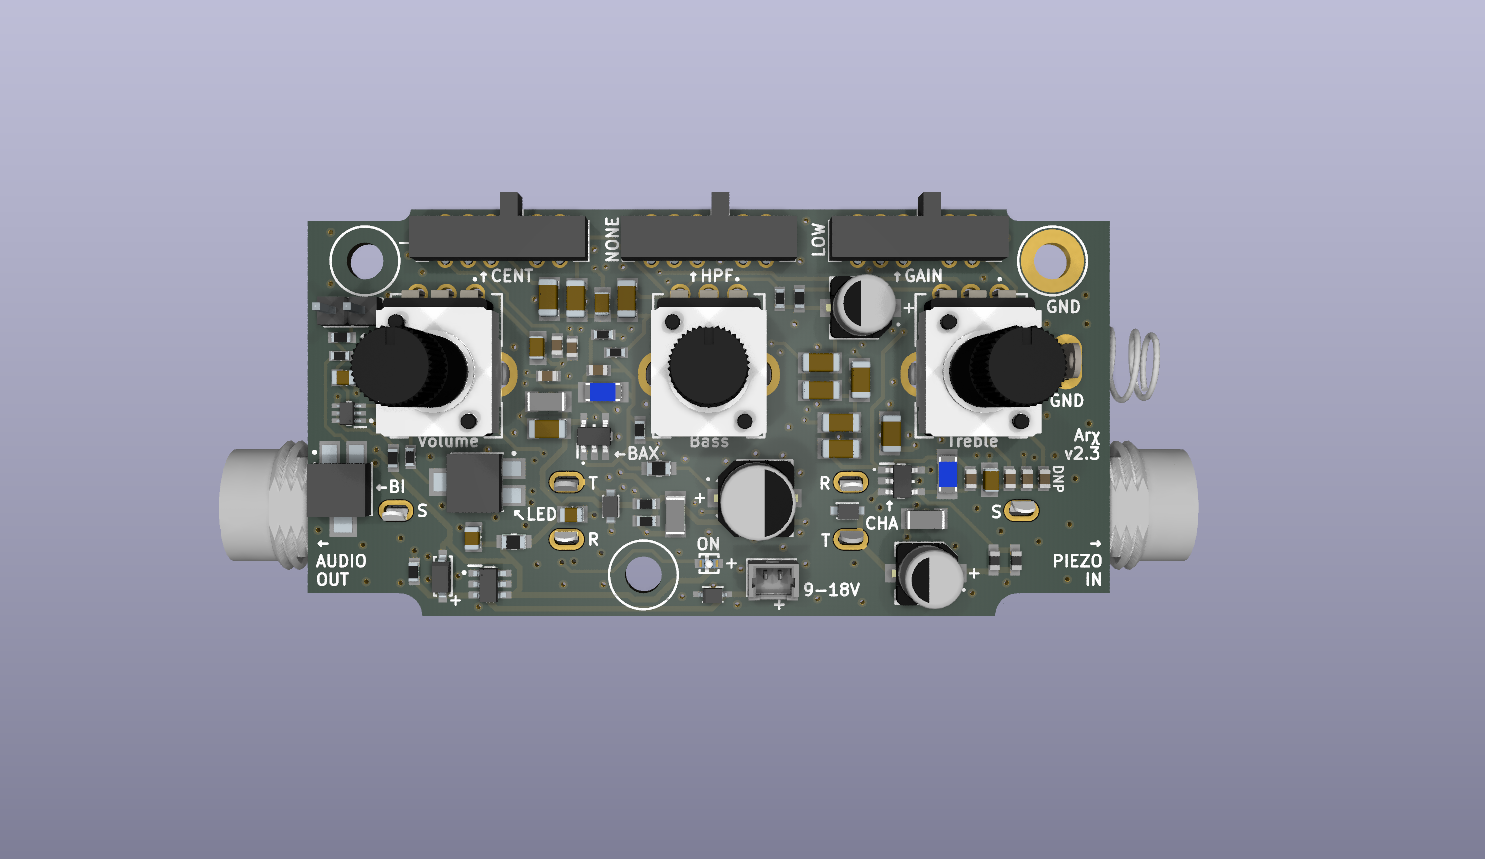 NONE
LOW
↑CENT
↑HPF
↑GAIN
GND
GND
Volume
Bass
Treble
Arx
v2.3
←BAX
←BI
T
R
DNP
S
↖LED
CHA
↑
S
R
ON
T
←
AUDIO
OUT
→
PIEZO
IN
9-18V
+
+
+
+
+
+